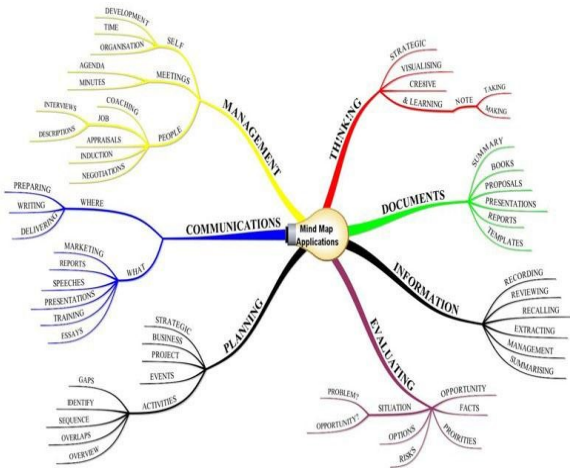 Mind Map
Applications
MANAGEMENT
SELF
DEVELOPMENT
TIME
ORGANISATION
MEETINGS
AGENDA
MINUTES
PEOPLE
COACHING
JOB
INTERVIEWS
DESCRIPTIONS
APPRAISALS
INDUCTION
NEGOTIATIONS
THINKING
STRATEGIC
VISUALISING
CRE8IVE
& LEARNING
NOTE
TAKING
MAKING
DOCUMENTS
SUMMARY
BOOKS
PROPOSALS
PRESENTATIONS
REPORTS
TEMPLATES
INFORMATION
RECORDING
REVIEWING
RECALLING
EXTRACTING
MANAGEMENT
SUMMARISING
EVALUATING
OPPORTUNITY
FACTS
PROIRITIES
SITUATION
PROBLEM?
OPPORTUNITY?
OPTIONS
RISKS
PLANNING
STRATEGIC
BUSINESS
PROJECT
EVENTS
ACTIVITIES
GAPS
IDENTIFY
SEQUENCE
OVERLAPS
OVERVIEW
COMMUNICATIONS
WHERE
PREPARING
WRITING
DELIVERING
WHAT
MARKETING
REPORTS
SPEECHES
PRESENTATIONS
TRAINING
ESSAYS